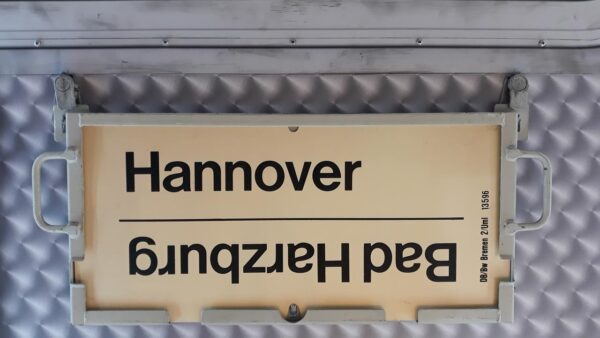 Hannover
Bad Harzburg
DB/Bw Bremen 2/Uml 13596